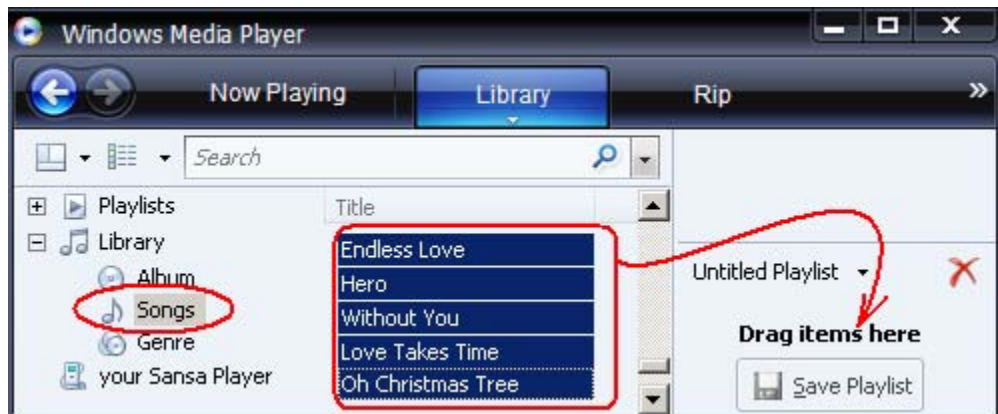 Windows Media Player
Now Playing
Library
Rip
»
Search
Playlists
Library
Album
Songs
Genre
your Sansa Player
Title
Endless Love
Hero
Without You
Love Takes Time
Oh Christmas Tree
Untitled Playlist
Drag items here
Save Playlist